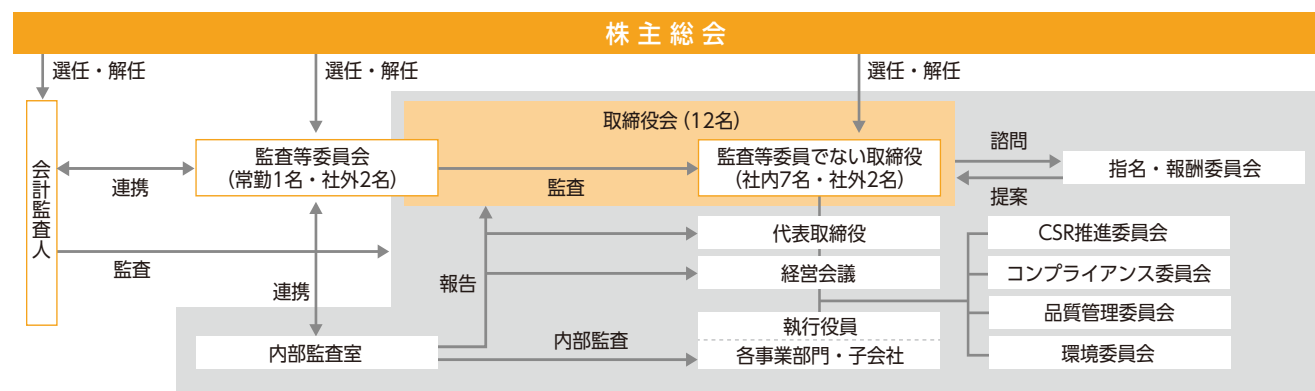 株主総会
選任・解任
選任・解任
選任・解任
取締役会（12名）
会計監査人
連携
監査等委員会
（常勤1名・社外2名）
監査
監査等委員でない取締役
（社内7名・社外2名）
諮問
提案
指名・報酬委員会
監査
連携
報告
代表取締役
経営会議
執行役員
各事業部門・子会社
CSR推進委員会
コンプライアンス委員会
品質管理委員会
環境委員会
内部監査室
内部監査